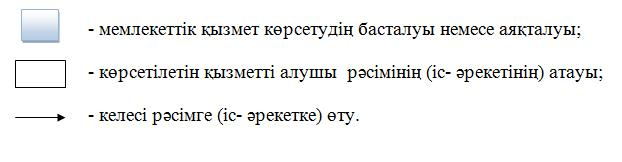 - мемлекеттік қызмет көрсетудің басталуы немесе аяқталуы;
- көрсетілетін қызметті алушы рәсімінің (іс- әрекетінің) атауы;
- келесі рәсімге (іс- әрекетке) өту.